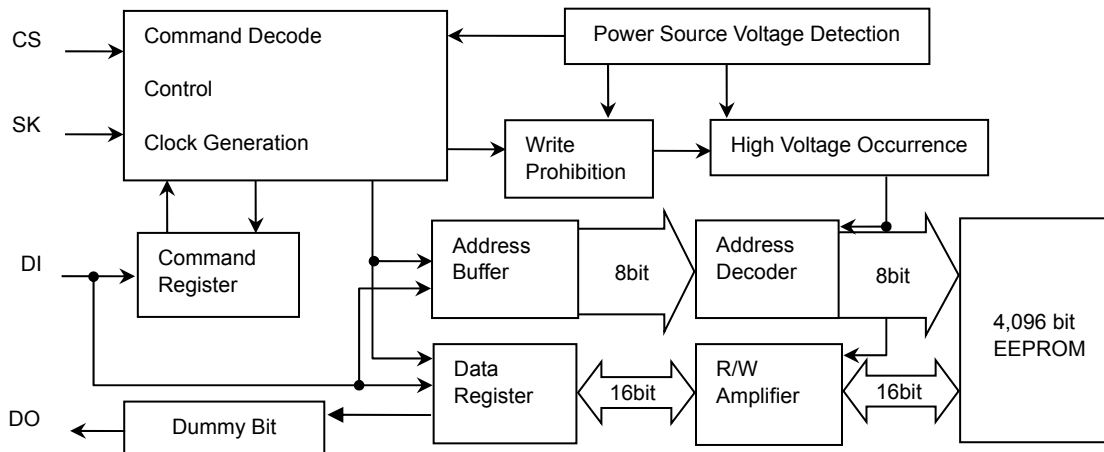 CS
Command Decode
Control
Clock Generation
Power Source Voltage Detection
SK
Write
Prohibition
High Voltage Occurrence
DI
Command
Register
Address
Buffer
8bit
Address
Decoder
8bit
4,096 bit
EEPROM
Data
Register
16bit
R/W
Amplifier
16bit
DO
Dummy Bit